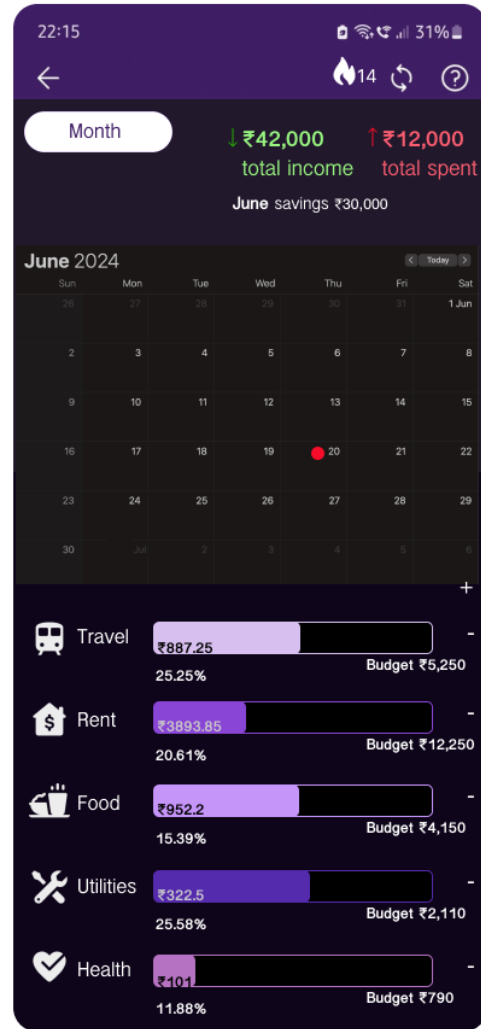 22:15 31%
14
Month
↓ ₹42,000 ↑ ₹12,000
total income total spent
June savings ₹30,000
June 2024 < Today >
Sun Mon Tue Wed Thu Fri Sat
26 27 28 29 30 31 1 Jun
2 3 4 5 6 7 8
9 10 11 12 13 14 15
16 17 18 19 20 21 22
23 24 25 26 27 28 29
30 Jul 2 3 4 5 6
+
Travel ₹887.25 -
25.25% Budget ₹5,250
Rent ₹3893.85 -
20.61% Budget ₹12,250
Food ₹952.2 -
15.39% Budget ₹4,150
Utilities ₹322.5 -
25.58% Budget ₹2,110
Health ₹101 -
11.88% Budget ₹790